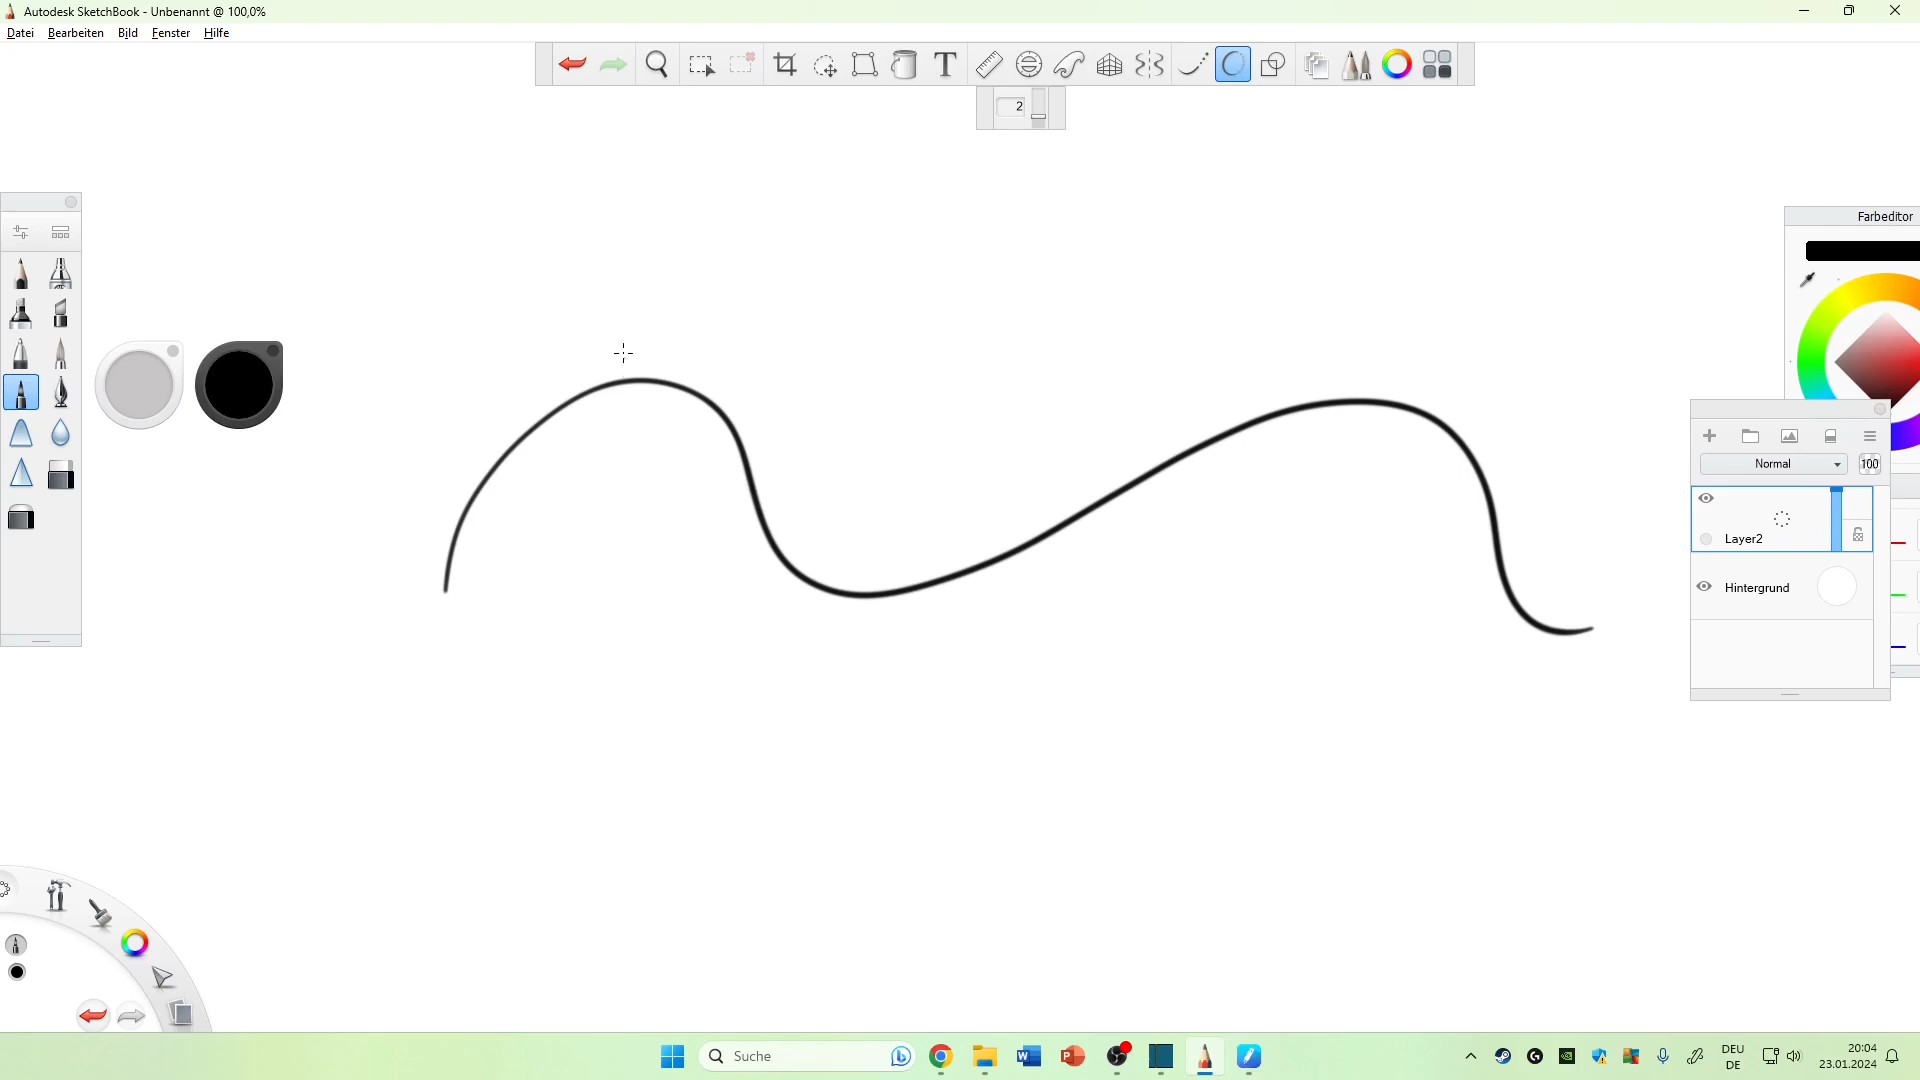 Autodesk SketchBook - Unbenannt @ 100,0%
Datei Bearbeiten Bild Fenster Hilfe
T
2
Farbeditor
Normal 100
Layer2
Hintergrund
Suche
DEU
DE
20:04
23.01.2024